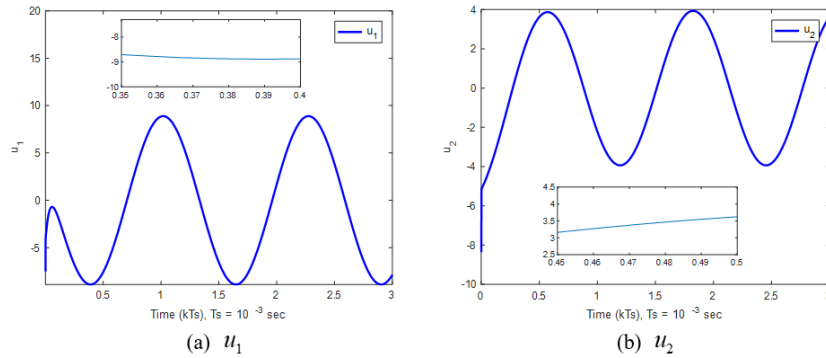 20
15
10
5
0
-5
u1
-8
-9
-10
0.35 0.36 0.37 0.38 0.39 0.4
u1
0.5 1 1.5 2 2.5 3
Time (kTs), Ts = 10 -3 sec
(a) u1
4
2
0
-2
-4
-6
-8
-10
u2
u2
4.5
4
3.5
3
2.5
0.45 0.46 0.47 0.48 0.49 0.5
0 0.5 1 1.5 2 2.5
Time (kTs), Ts = 10 -3 sec
(b) u2